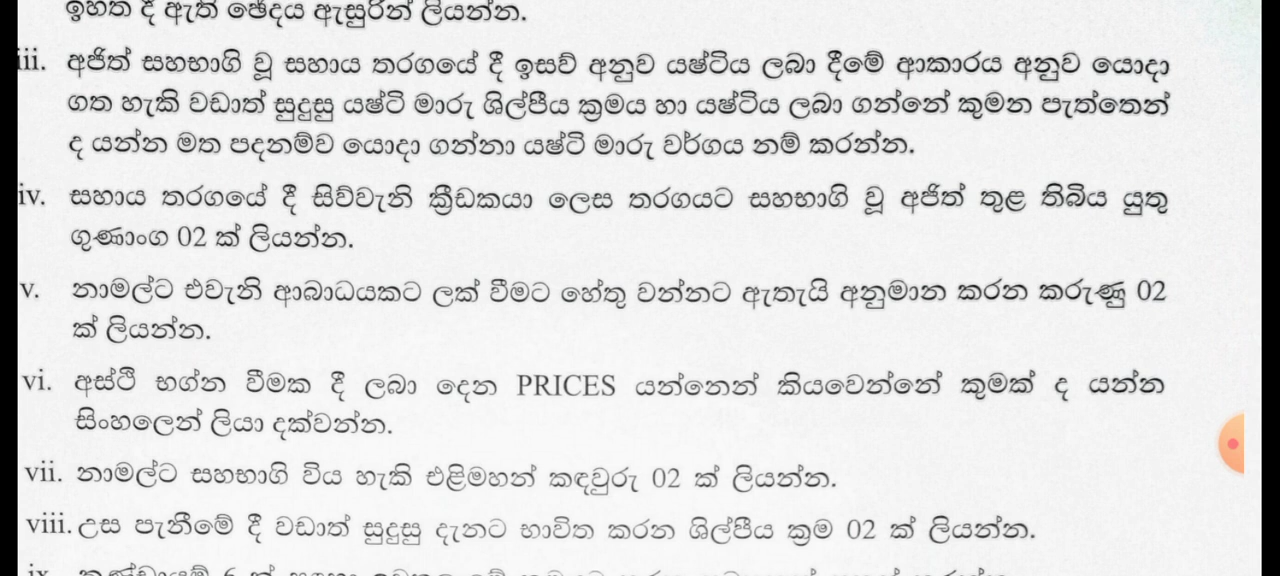 ඉහත දී ඇති ඡේදය ඇසුරින් ලියන්න.
iii. අජිත් සහභාගි වූ සහාය තරගයේ දී ඉසව් අනුව යෂ්ටිය ලබා දීමේ ආකාරය අනුව යොදා
ගත හැකි වඩාත් සුදුසු යෂ්ටි මාරු ශිල්පීය ක්‍රමය හා යෂ්ටිය ලබා ගන්නේ කුමන පැත්තෙන්
ද යන්න මත පදනම්ව යොදා ගන්නා යෂ්ටි මාරු වර්ගය නම් කරන්න.
iv. සහාය තරගයේ දී සිව්වැනි ක්‍රීඩකයා ලෙස තරගයට සහභාගි වූ අජිත් තුළ තිබිය යුතු
ගුණාංග 02 ක් ලියන්න.
v. නාමල්ට එවැනි ආබාධයකට ලක් වීමට හේතු වන්නට ඇතැයි අනුමාන කරන කරුණු 02
ක් ලියන්න.
vi. අස්ථි භග්න වීමක දී ලබා දෙන PRICES යන්නෙන් කියවෙන්නේ කුමක් ද යන්න
සිංහලෙන් ලියා දක්වන්න.
vii. නාමල්ට සහභාගි විය හැකි එළිමහන් කඳවුරු 02 ක් ලියන්න.
viii. උස පැනීමේ දී වඩාත් සුදුසු දැනට භාවිත කරන ශිල්පීය ක්‍රම 02 ක් ලියන්න.
ix.